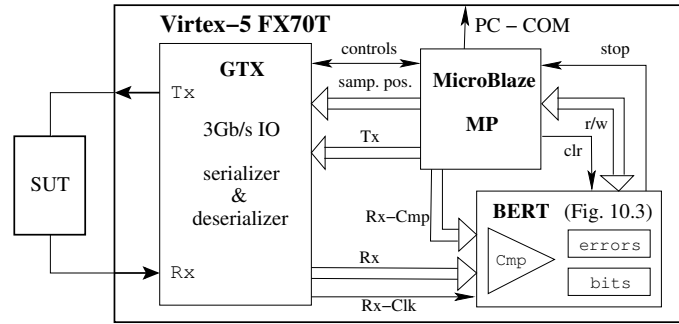 Virtex–5 FX70T
PC – COM
GTX
controls
stop
Tx
samp. pos.
MicroBlaze
MP
3Gb/s IO
Tx
r/w
clr
serializer
&
deserializer
SUT
Rx–Cmp
BERT (Fig. 10.3)
errors
Cmp
bits
Rx
Rx
Rx–Clk